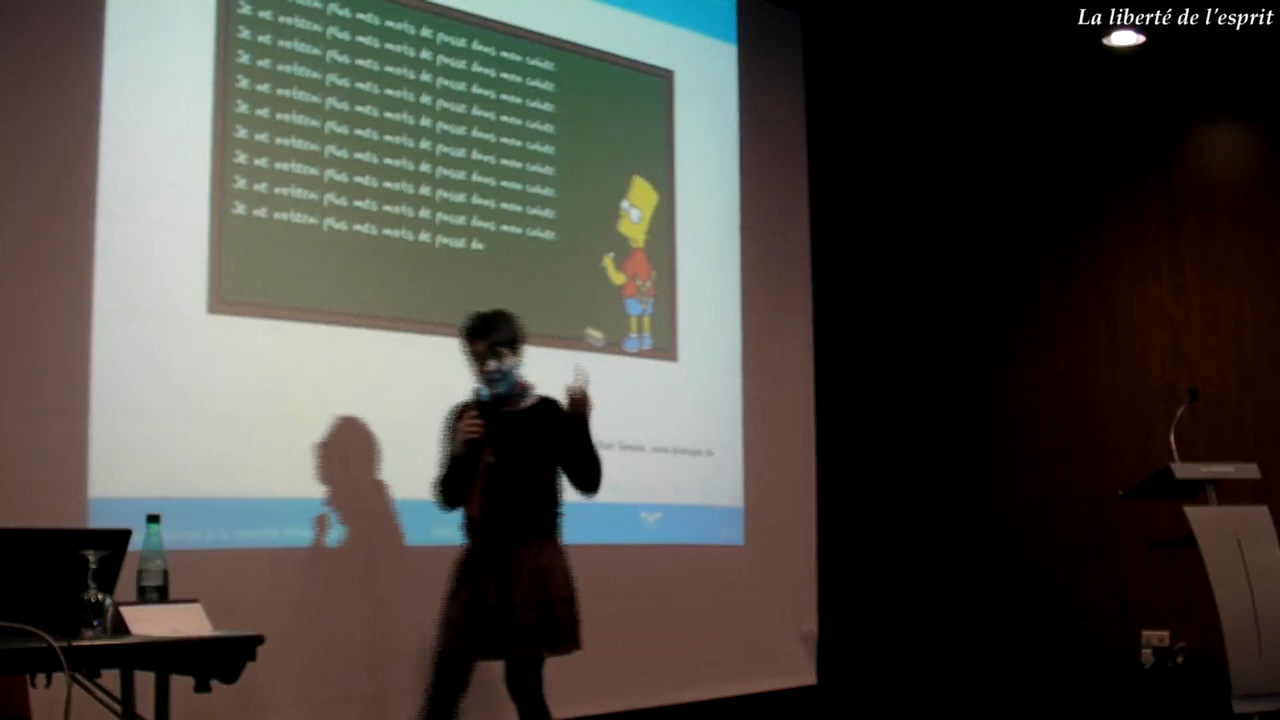 La liberté de l'esprit
plus mes mots de passe dans mon cahier
Je ne noterai plus mes mots de passe dans mon cahier
Je ne noterai plus mes mots de passe dans mon cahier
Je ne noterai plus mes mots de passe dans mon cahier
Je ne noterai plus mes mots de passe dans mon cahier
Je ne noterai plus mes mots de passe dans mon cahier
Je ne noterai plus mes mots de passe dans mon cahier
Je ne noterai plus mes mots de passe dans mon cahier
Je ne noterai plus mes mots de passe da